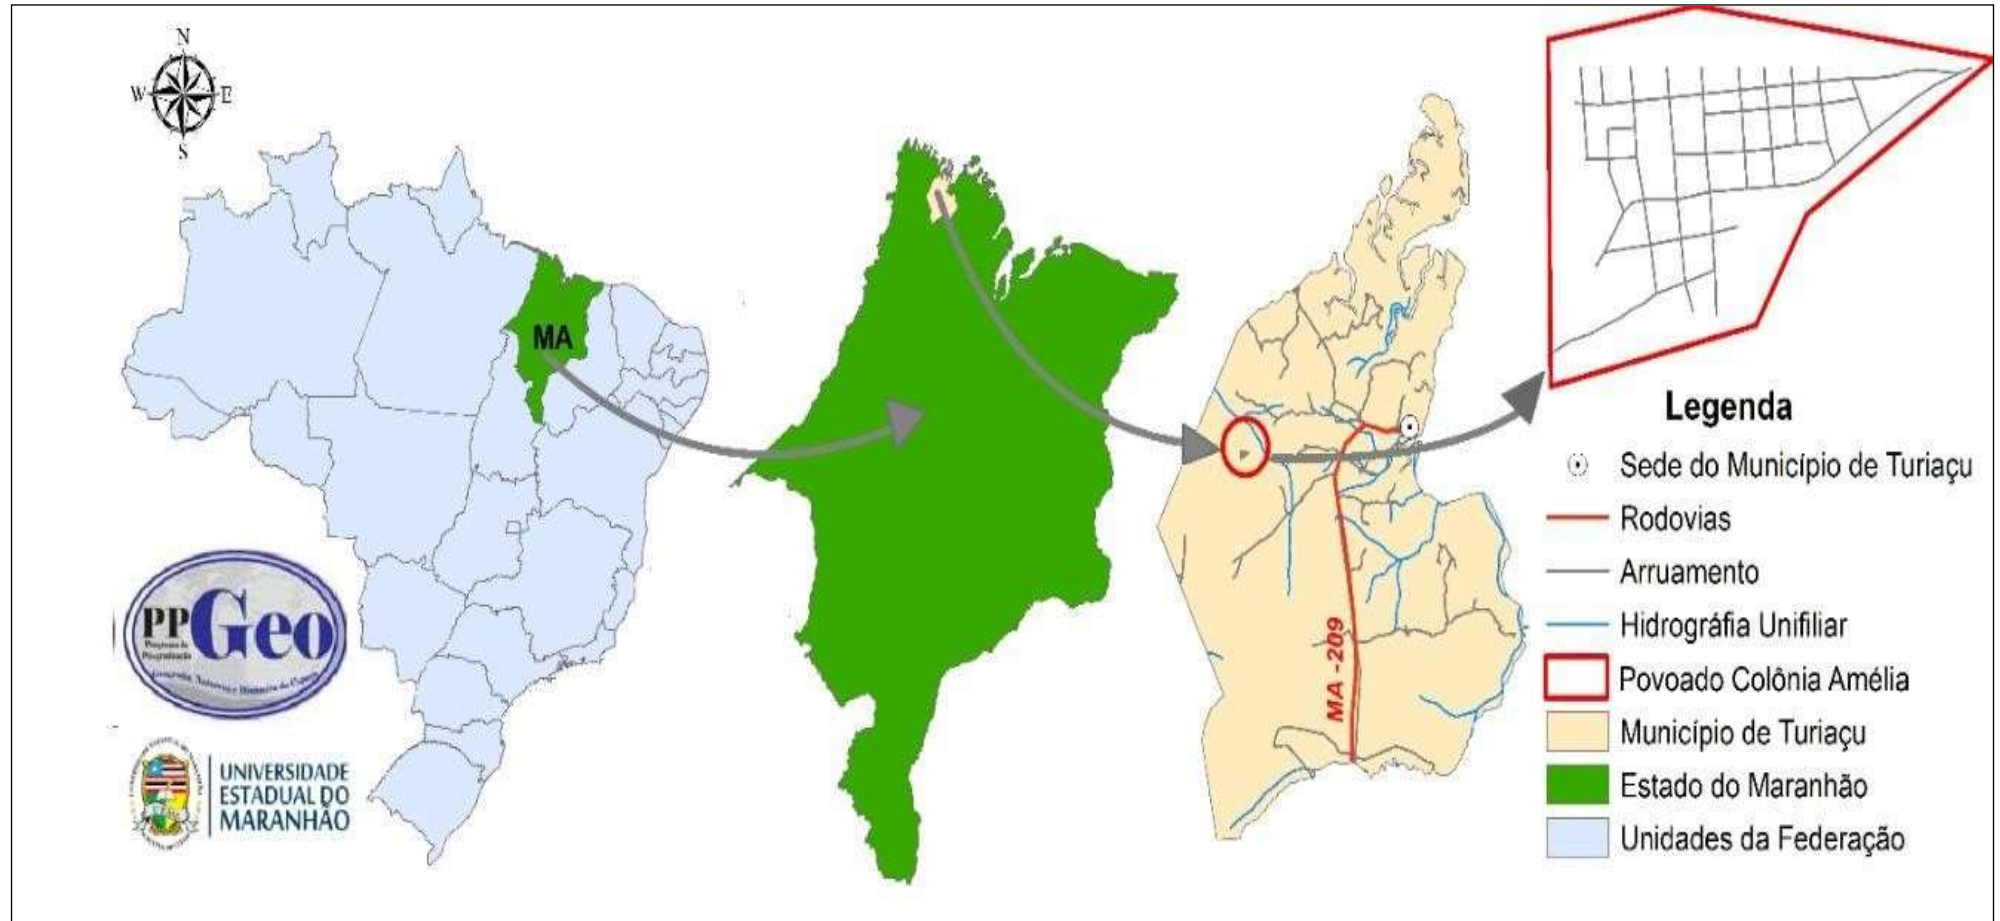 N
W
E
S
MA
MA -209
Legenda
Sede do Município de Turiaçu
Rodovias
Arruamento
Hidrográfia Unifiliar
Povoado Colônia Amélia
Município de Turiaçu
Estado do Maranhão
Unidades da Federação
PPGeo
UNIVERSIDADE
ESTADUAL DO
MARANHÃO